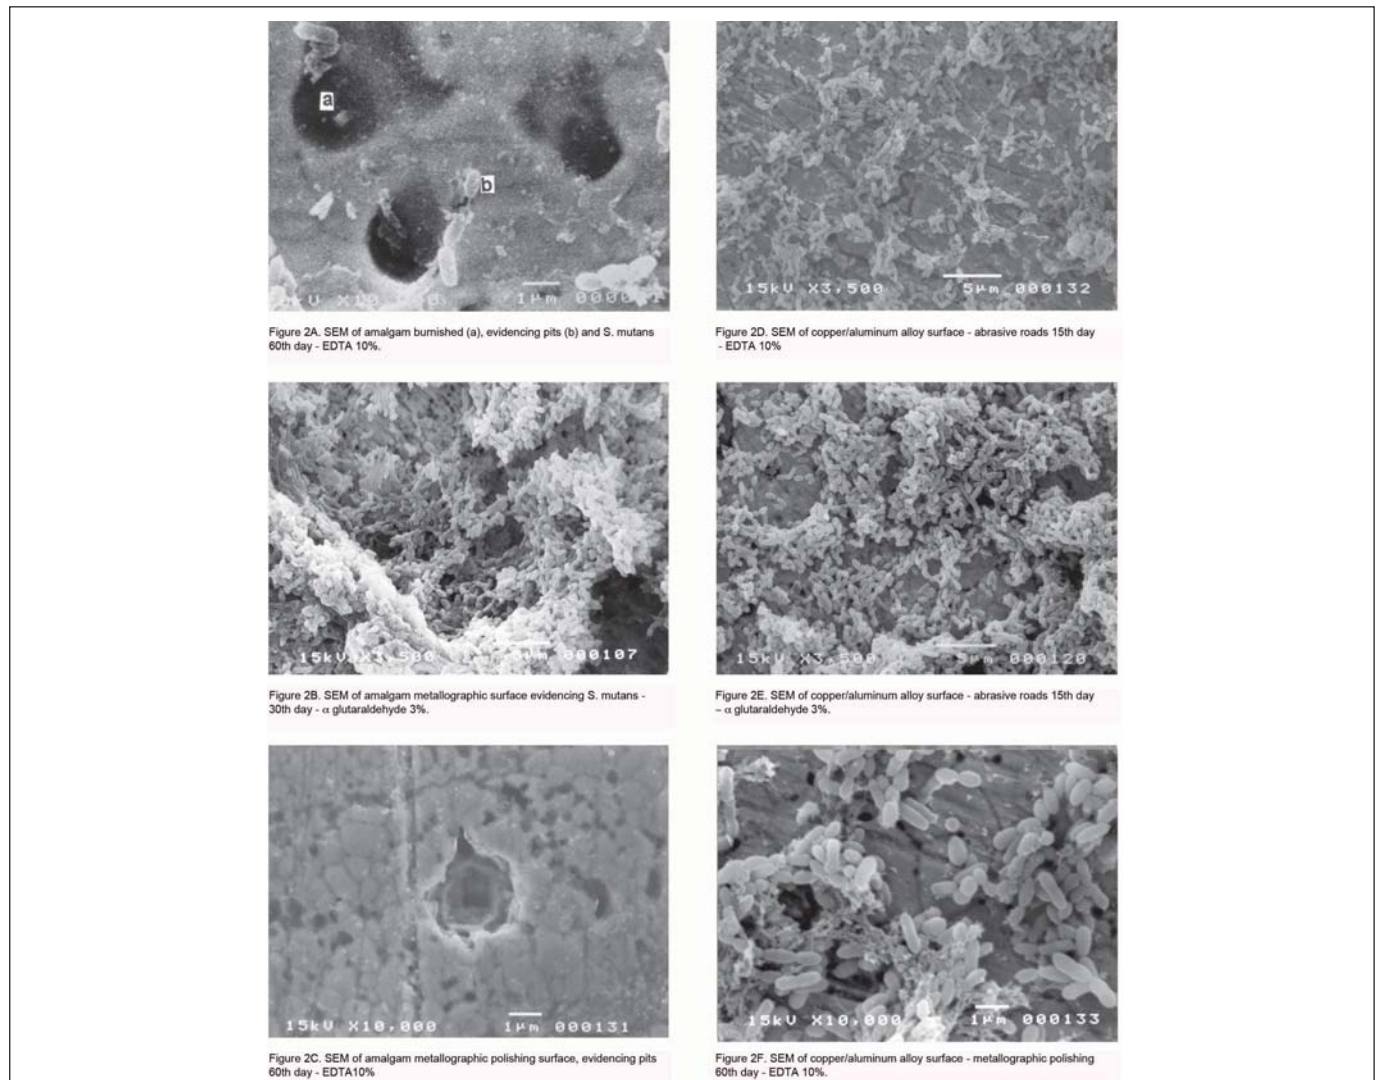 a
b
1μm
Figure 2A. SEM of amalgam burnished (a), evidencing pits (b) and S. mutans
60th day - EDTA 10%.
15kV X3,500 5μm 000132
Figure 2D. SEM of copper/aluminum alloy surface - abrasive roads 15th day
- EDTA 10%
15kV X3,500 5μm 000107
Figure 2B. SEM of amalgam metallographic surface evidencing S. mutans -
30th day - α glutaraldehyde 3%.
15kV X3,500 5μm 000120
Figure 2E. SEM of copper/aluminum alloy surface - abrasive roads 15th day
– α glutaraldehyde 3%.
15kV X10,000 1μm 000131
Figure 2C. SEM of amalgam metallographic polishing surface, evidencing pits
60th day - EDTA10%
15kV X10,000 1μm 000133
Figure 2F. SEM of copper/aluminum alloy surface - metallographic polishing
60th day - EDTA 10%.